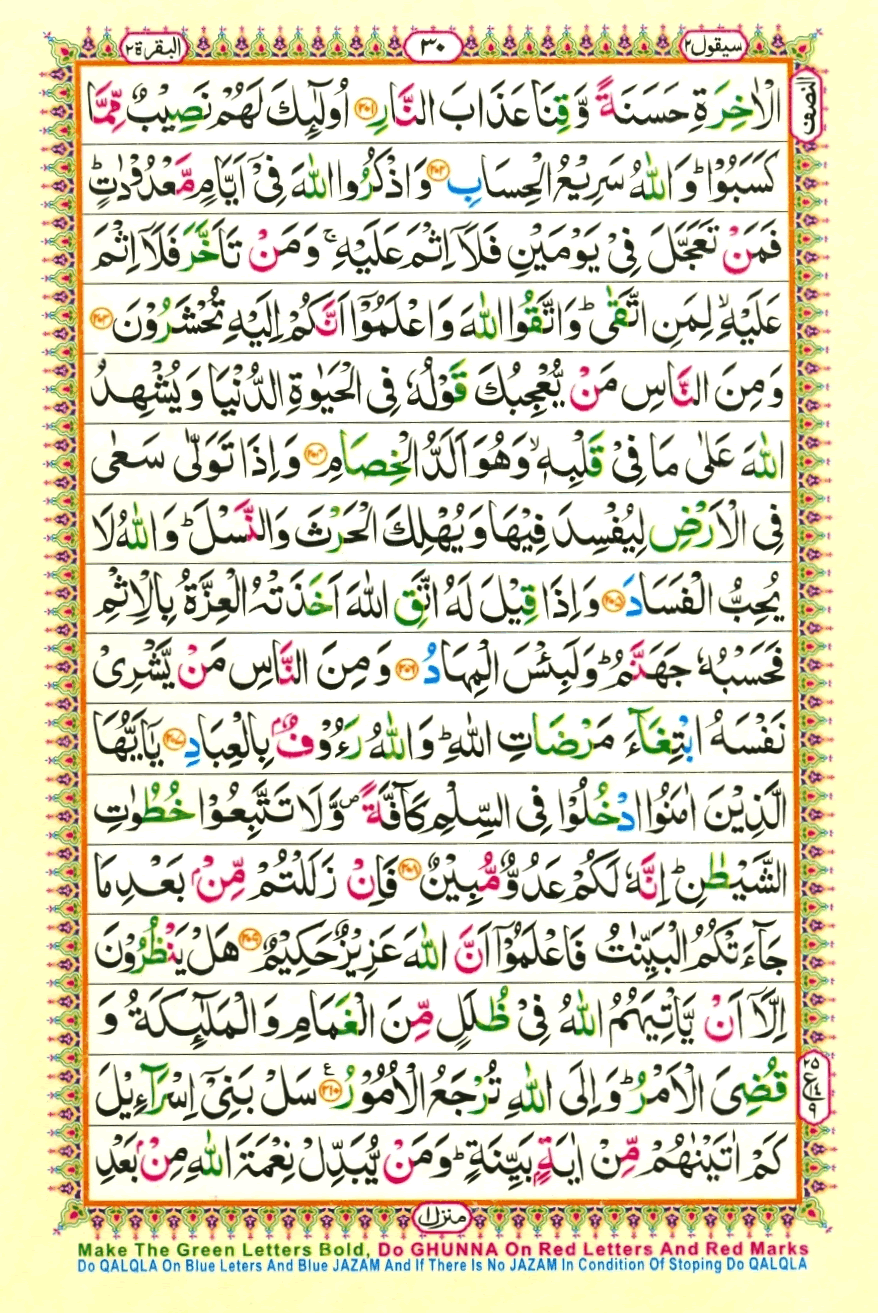 سيقول ٢
٣٠
البقرة ٢
النصف
الْاٰخِرَةِ حَسَنَةً وَّقِنَا عَذَابَ النَّارِ ۝٢٠١ اُولٰٓئِكَ لَهُمْ نَصِيْبٌ مِّمَّا
كَسَبُوْا ؕ وَاللّٰهُ سَرِيْعُ الْحِسَابِ ۝٢٠٢ وَاذْكُرُوا اللّٰهَ فِيْٓ اَيَّامٍ مَّعْدُوْدٰتٍ ؕ
فَمَنْ تَعَجَّلَ فِيْ يَوْمَيْنِ فَلَاۤ اِثْمَ عَلَيْهِ ۚ وَمَنْ تَاَخَّرَ فَلَاۤ اِثْمَ
عَلَيْهِ ۙ لِمَنِ اتَّقٰى ؕ وَاتَّقُوا اللّٰهَ وَاعْلَمُوْۤا اَنَّكُمْ اِلَيْهِ تُحْشَرُوْنَ ۝٢٠٣
وَمِنَ النَّاسِ مَنْ يُّعْجِبُكَ قَوْلُهٗ فِى الْحَيٰوةِ الدُّنْيَا وَيُشْهِدُ
اللّٰهَ عَلٰى مَا فِيْ قَلْبِهٖ ۙ وَهُوَ اَلَدُّ الْخِصَامِ ۝٢٠٤ وَاِذَا تَوَلّٰى سَعٰى
فِى الْاَرْضِ لِيُفْسِدَ فِيْهَا وَيُهْلِكَ الْحَرْثَ وَالنَّسْلَ ؕ وَاللّٰهُ لَا
يُحِبُّ الْفَسَادَ ۝٢٠٥ وَاِذَا قِيْلَ لَهُ اتَّقِ اللّٰهَ اَخَذَتْهُ الْعِزَّةُ بِالْاِثْمِ
فَحَسْبُهٗ جَهَنَّمُ ؕ وَلَبِئْسَ الْمِهَادُ ۝٢٠٦ وَمِنَ النَّاسِ مَنْ يَّشْرِىْ
نَفْسَهُ ابْتِغَآءَ مَرْضَاتِ اللّٰهِ ؕ وَاللّٰهُ رَءُوْفٌۢ بِالْعِبَادِ ۝٢٠٧ يٰۤاَيُّهَا
الَّذِيْنَ اٰمَنُوا ادْخُلُوْا فِى السِّلْمِ كَآفَّةً ۪ وَّلَا تَتَّبِعُوْا خُطُوٰتِ
الشَّيْطٰنِ ؕ اِنَّهٗ لَكُمْ عَدُوٌّ مُّبِيْنٌ ۝٢٠٨ فَاِنْ زَلَلْتُمْ مِّنْۢ بَعْدِ مَا
جَآءَتْكُمُ الْبَيِّنٰتُ فَاعْلَمُوْۤا اَنَّ اللّٰهَ عَزِيْزٌ حَكِيْمٌ ۝٢٠٩ هَلْ يَنْظُرُوْنَ
اِلَّاۤ اَنْ يَّاْتِيَهُمُ اللّٰهُ فِيْ ظُلَلٍ مِّنَ الْغَمَامِ وَالْمَلٰٓئِكَةُ وَ
قُضِىَ الْاَمْرُ ؕ وَاِلَى اللّٰهِ تُرْجَعُ الْاُمُوْرُ ۝٢١٠ ع سَلْ بَنِىْۤ اِسْرَآءِيْلَ
٢٥
ع ١٤
٩
كَمْ اٰتَيْنٰهُمْ مِّنْ اٰيَةٍۭ بَيِّنَةٍ ؕ وَمَنْ يُّبَدِّلْ نِعْمَةَ اللّٰهِ مِنْۢ بَعْدِ
منزل ١
Make The Green Letters Bold, Do GHUNNA On Red Letters And Red Marks
Do QALQLA On Blue Leters And Blue JAZAM And If There Is No JAZAM In Condition Of Stoping Do QALQLA